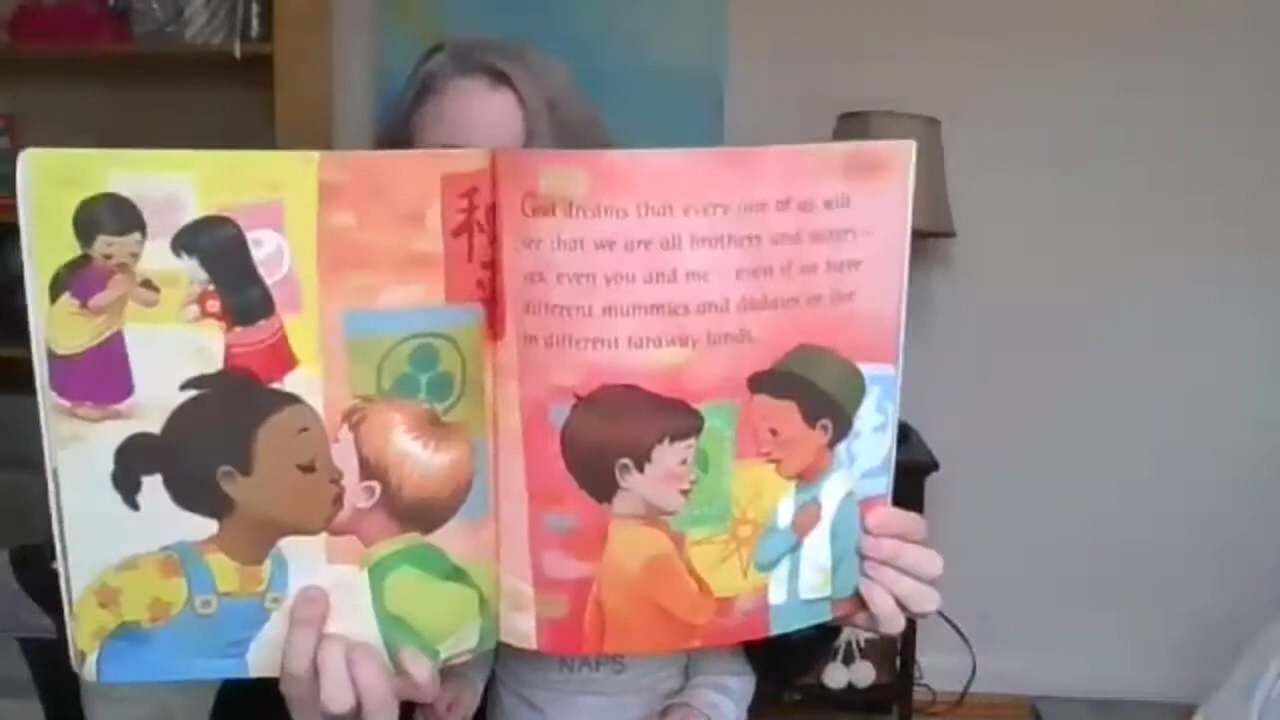 和
God dreams that every one of us will
see that we are all brothers and sisters –
yes, even you and me – even if we have
different mummies and daddies or live
in different faraway lands.
NAPS